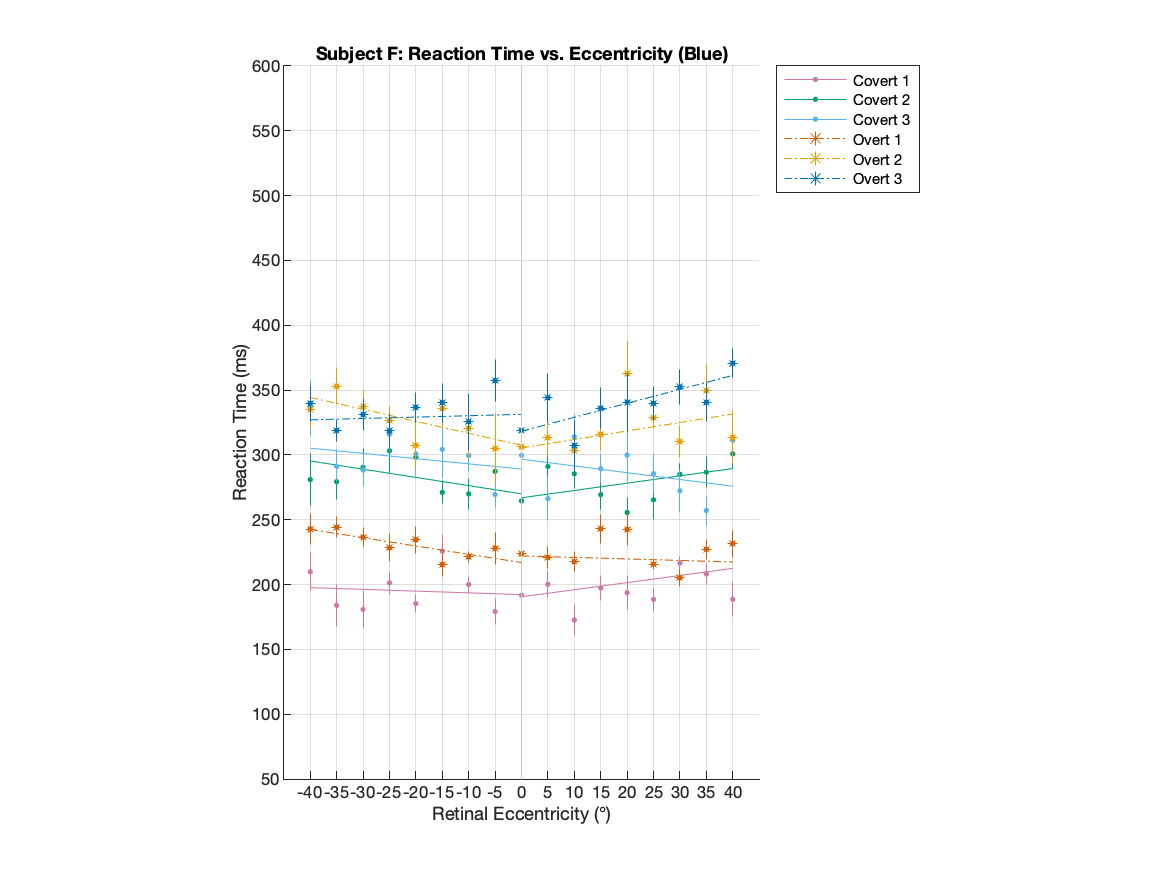 Subject F: Reaction Time vs. Eccentricity (Blue)
600
550
500
450
400
350
300
250
200
150
100
50
Reaction Time (ms)
-40 -35 -30 -25 -20 -15 -10 -5 0 5 10 15 20 25 30 35 40
Retinal Eccentricity (°)
Covert 1
Covert 2
Covert 3
Overt 1
Overt 2
Overt 3